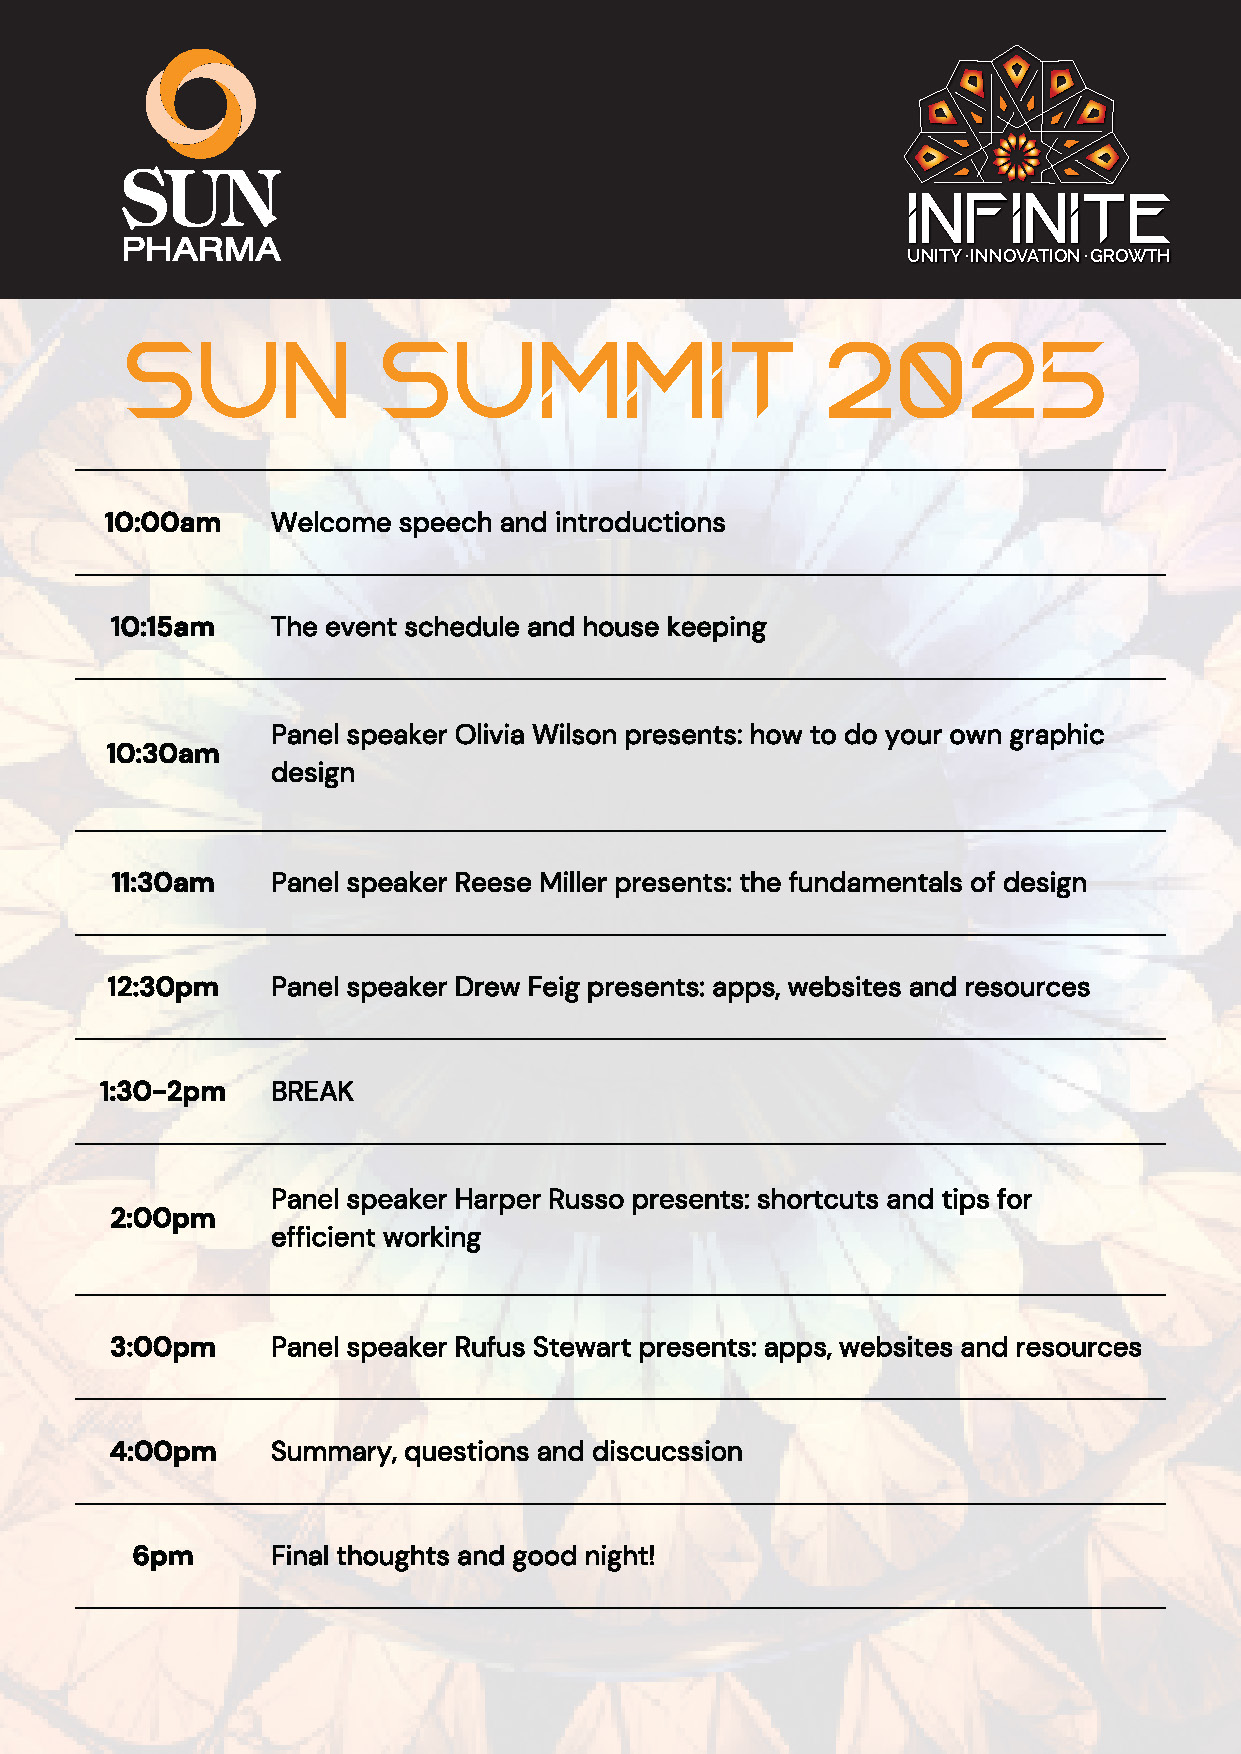 SUN
PHARMA
INFINITE
UNITY · INNOVATION · GROWTH
SUN SUMMIT 2025
10:00am Welcome speech and introductions
10:15am The event schedule and house keeping
10:30am Panel speaker Olivia Wilson presents: how to do your own graphic
design
11:30am Panel speaker Reese Miller presents: the fundamentals of design
12:30pm Panel speaker Drew Feig presents: apps, websites and resources
1:30-2pm BREAK
2:00pm Panel speaker Harper Russo presents: shortcuts and tips for
efficient working
3:00pm Panel speaker Rufus Stewart presents: apps, websites and resources
4:00pm Summary, questions and discucssion
6pm Final thoughts and good night!